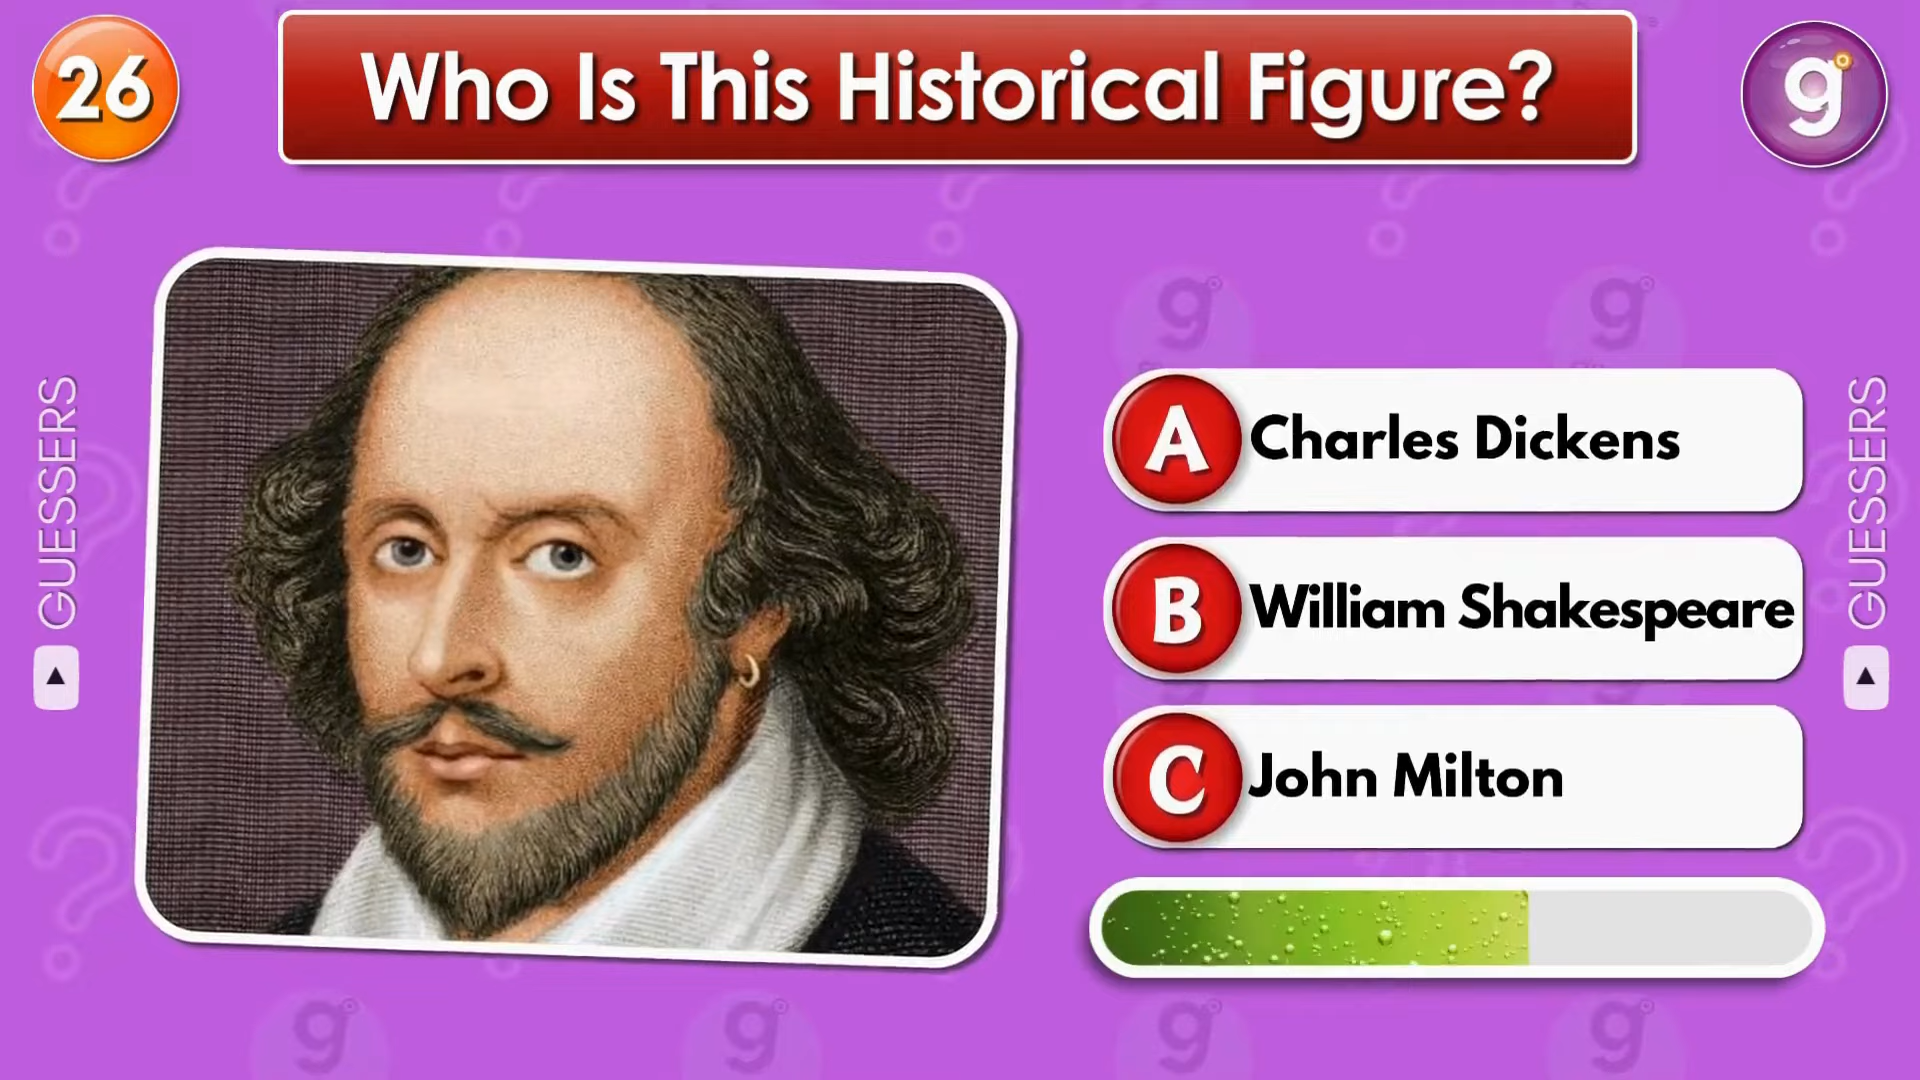 26
Who Is This Historical Figure?
g
GUESSERS
A Charles Dickens
B William Shakespeare
C John Milton
GUESSERS